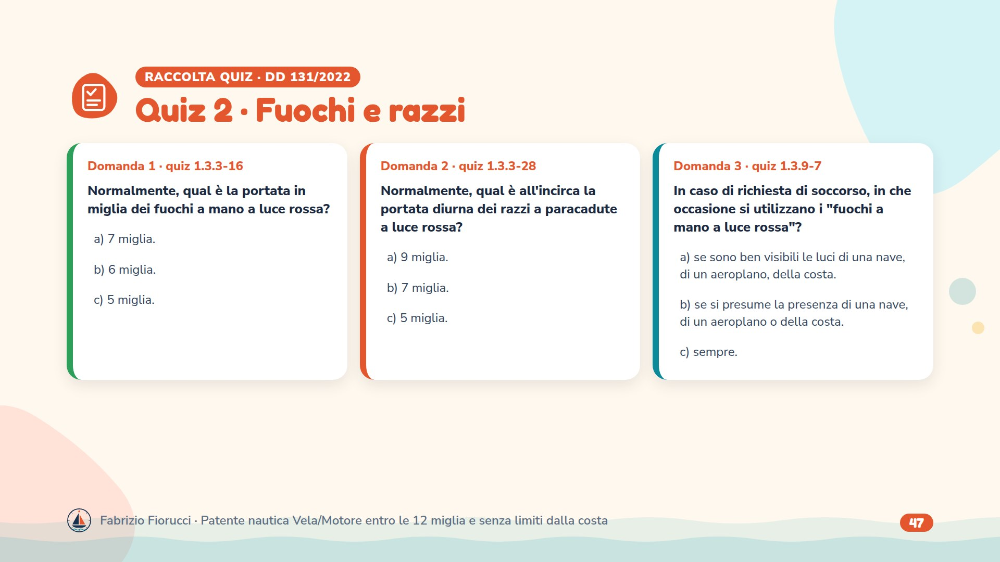 RACCOLTA QUIZ · DD 131/2022
Quiz 2 · Fuochi e razzi
Domanda 1 · quiz 1.3.3-16
Normalmente, qual è la portata in
miglia dei fuochi a mano a luce rossa?
a) 7 miglia.
b) 6 miglia.
c) 5 miglia.
Domanda 2 · quiz 1.3.3-28
Normalmente, qual è all'incirca la
portata diurna dei razzi a paracadute
a luce rossa?
a) 9 miglia.
b) 7 miglia.
c) 5 miglia.
Domanda 3 · quiz 1.3.9-7
In caso di richiesta di soccorso, in che
occasione si utilizzano i "fuochi a
mano a luce rossa"?
a) se sono ben visibili le luci di una nave,
di un aeroplano, della costa.
b) se si presume la presenza di una nave,
di un aeroplano o della costa.
c) sempre.
Fabrizio Fiorucci · Patente nautica Vela/Motore entro le 12 miglia e senza limiti dalla costa
47